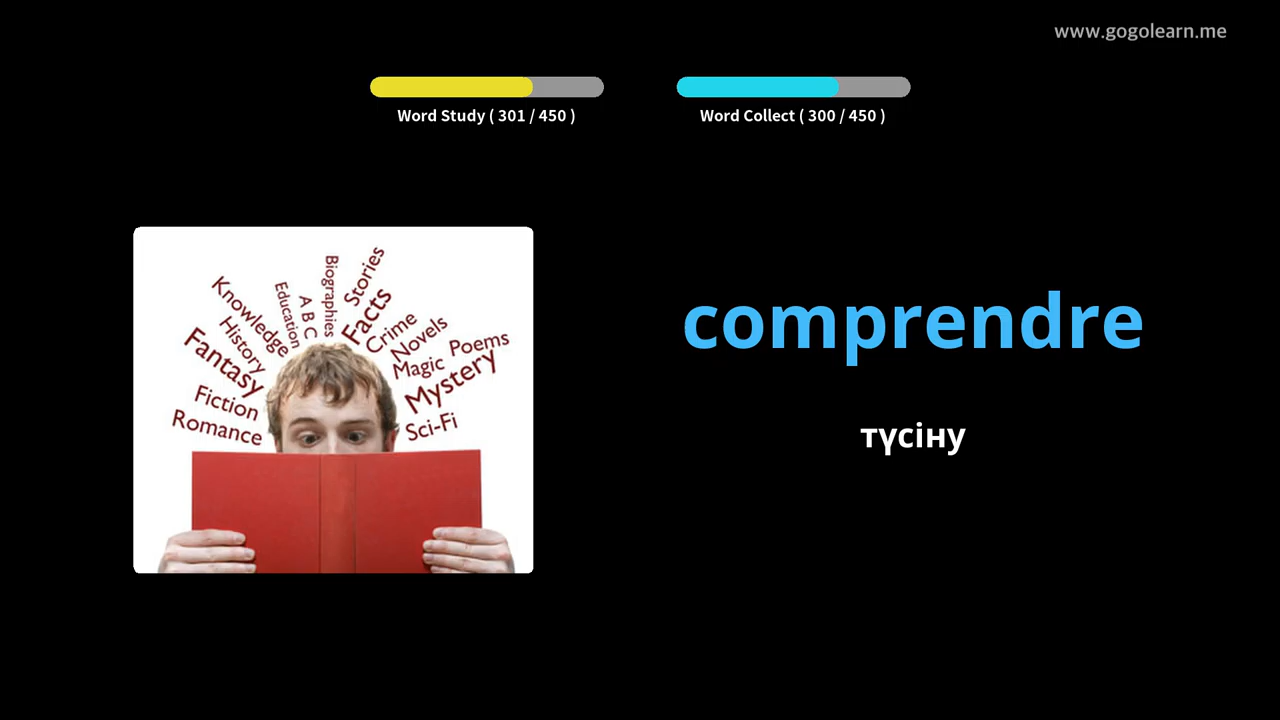 www.gogolearn.me
Word Study ( 301 / 450 )
Word Collect ( 300 / 450 )
comprendre
түсіну
Knowledge
History
Fantasy
Fiction
Romance
Education
A B C
Biographies
Stories
Facts
Crime
Novels
Magic
Poems
Mystery
Sci-Fi